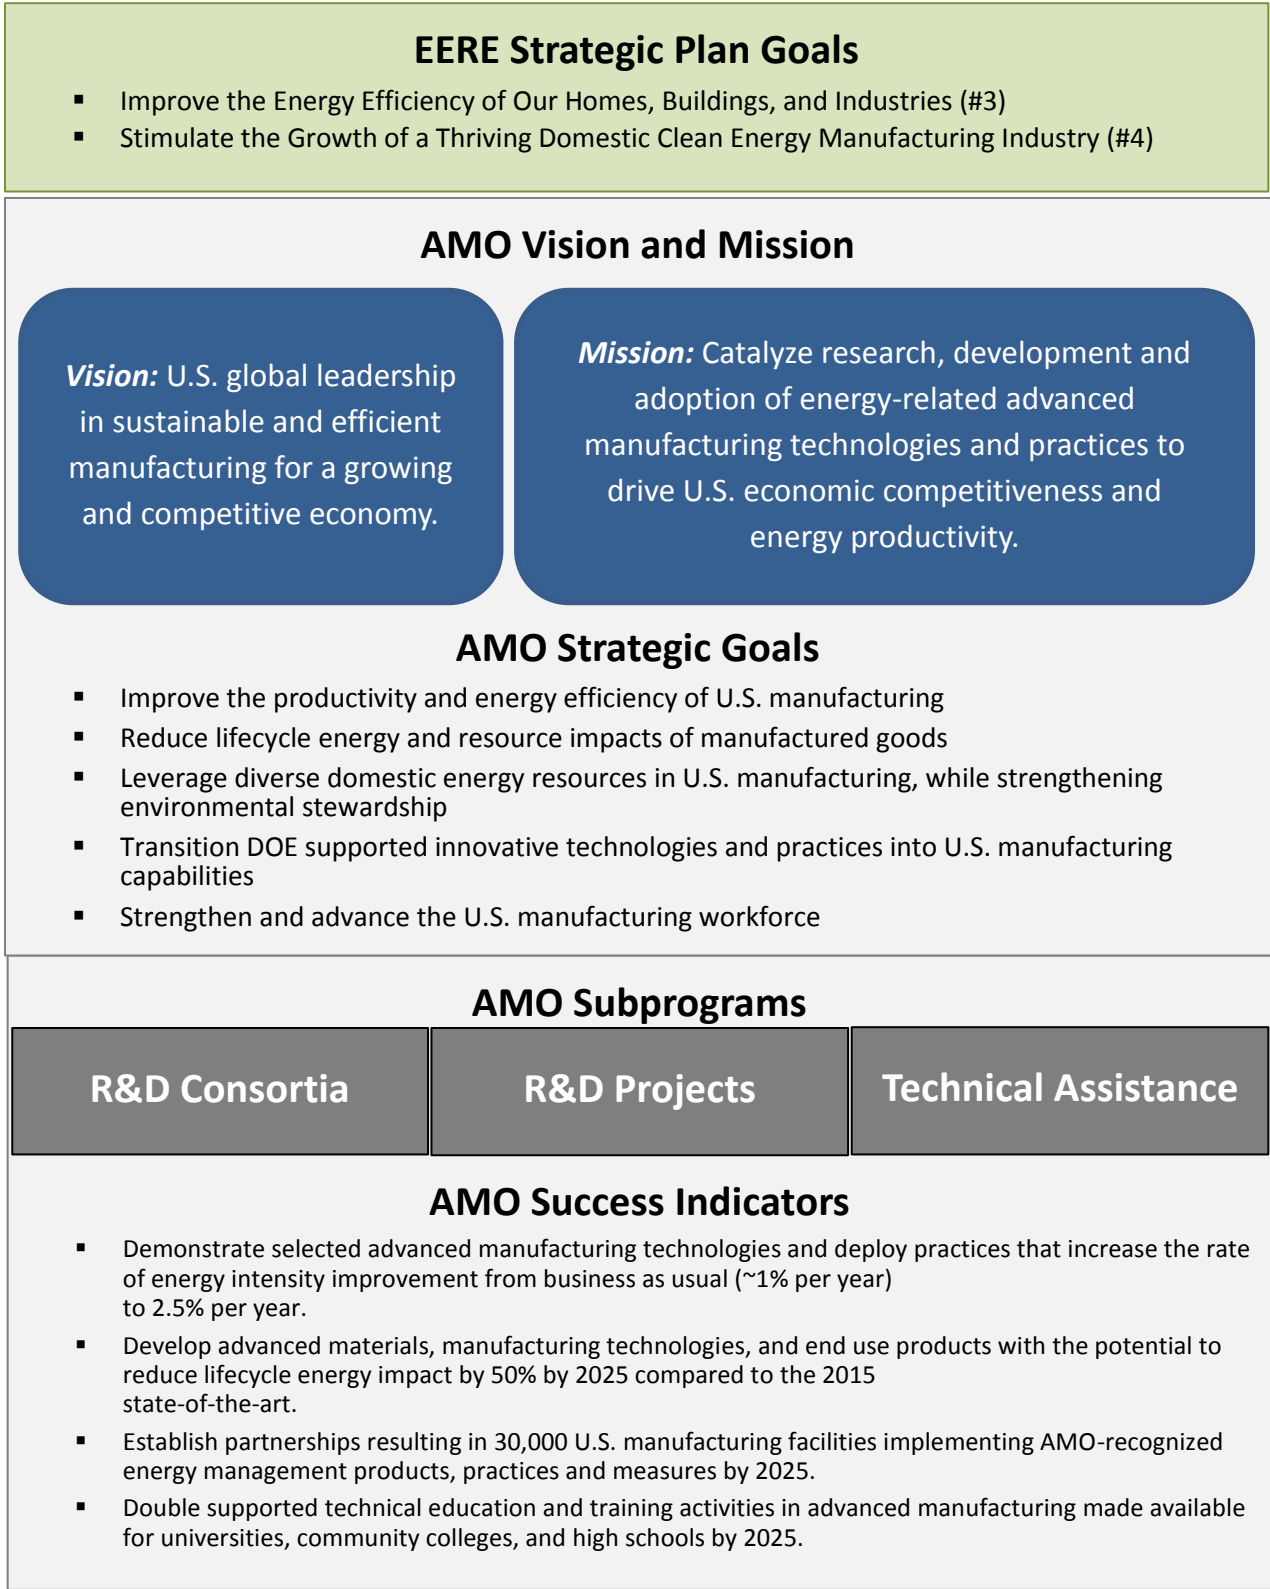 EERE Strategic Plan Goals
▪ Improve the Energy Efficiency of Our Homes, Buildings, and Industries (#3)
▪ Stimulate the Growth of a Thriving Domestic Clean Energy Manufacturing Industry (#4)
AMO Vision and Mission
Vision: U.S. global leadership
in sustainable and efficient
manufacturing for a growing
and competitive economy.
Mission: Catalyze research, development and
adoption of energy-related advanced
manufacturing technologies and practices to
drive U.S. economic competitiveness and
energy productivity.
AMO Strategic Goals
▪ Improve the productivity and energy efficiency of U.S. manufacturing
▪ Reduce lifecycle energy and resource impacts of manufactured goods
▪ Leverage diverse domestic energy resources in U.S. manufacturing, while strengthening
environmental stewardship
▪ Transition DOE supported innovative technologies and practices into U.S. manufacturing
capabilities
▪ Strengthen and advance the U.S. manufacturing workforce
AMO Subprograms
R&D Consortia
R&D Projects
Technical Assistance
AMO Success Indicators
▪ Demonstrate selected advanced manufacturing technologies and deploy practices that increase the rate
of energy intensity improvement from business as usual (~1% per year)
to 2.5% per year.
▪ Develop advanced materials, manufacturing technologies, and end use products with the potential to
reduce lifecycle energy impact by 50% by 2025 compared to the 2015
state-of-the-art.
▪ Establish partnerships resulting in 30,000 U.S. manufacturing facilities implementing AMO-recognized
energy management products, practices and measures by 2025.
▪ Double supported technical education and training activities in advanced manufacturing made available
for universities, community colleges, and high schools by 2025.